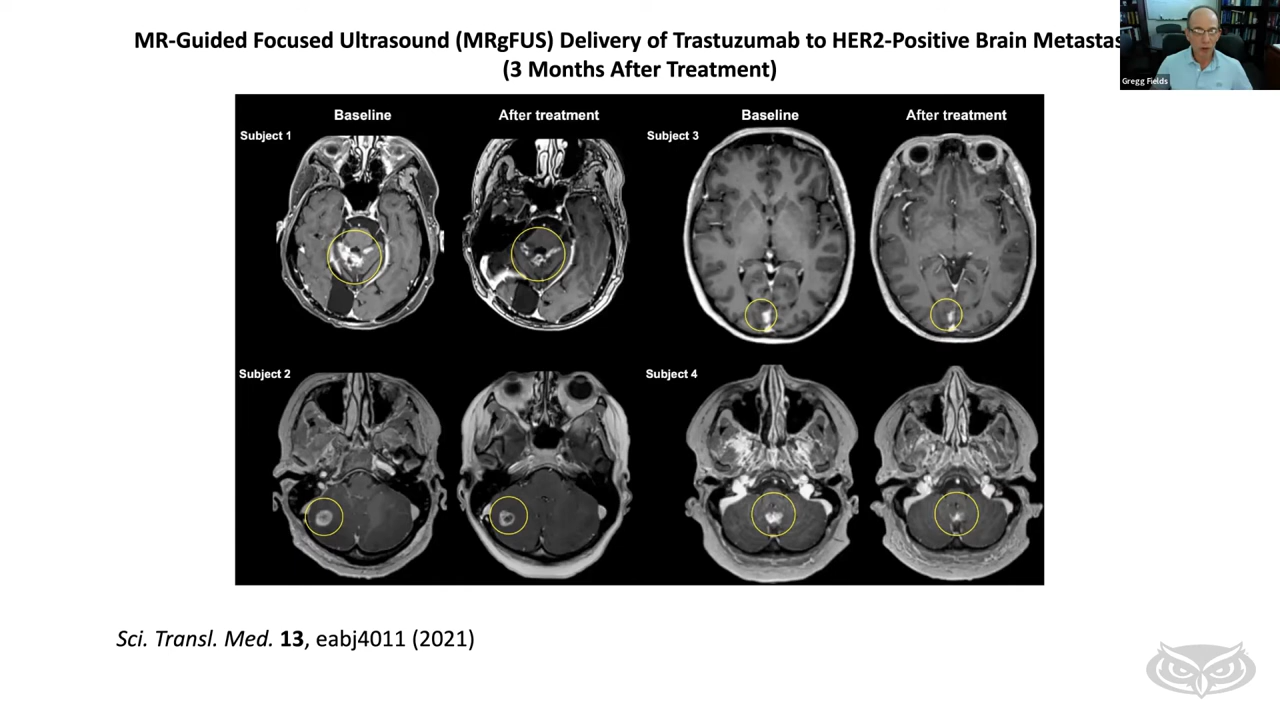 MR-Guided Focused Ultrasound (MRgFUS) Delivery of Trastuzumab to HER2-Positive Brain Metastas
(3 Months After Treatment)
Gregg Fields
Baseline
After treatment
Baseline
After treatment
Subject 1
Subject 3
Subject 2
Subject 4
Sci. Transl. Med. 13, eabj4011 (2021)